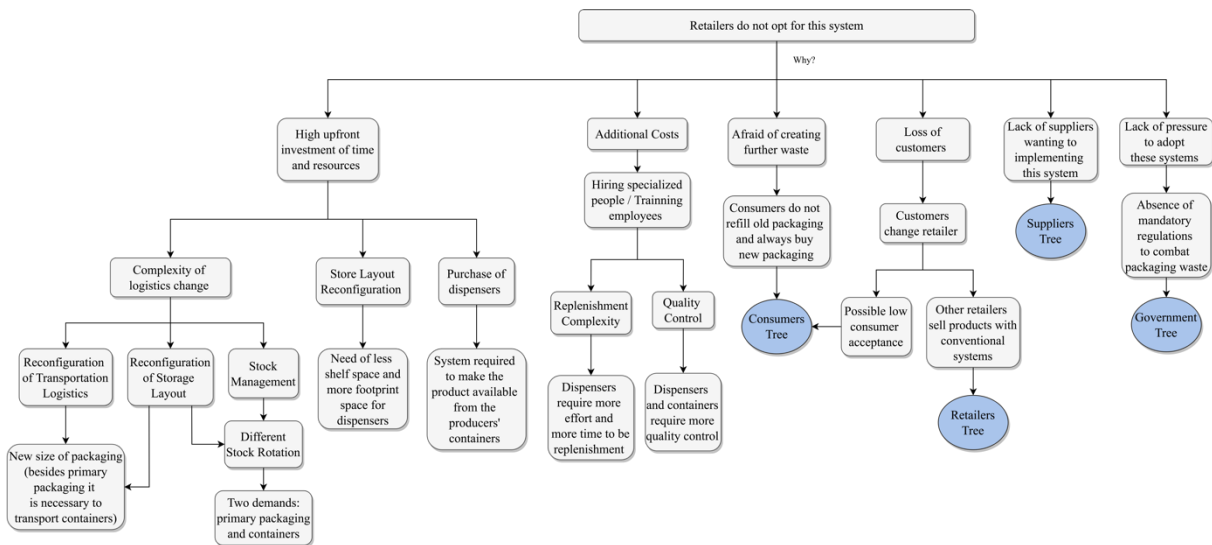 Retailers do not opt for this system
Why?
High upfront
investment of time
and resources
Additional Costs
Afraid of creating
further waste
Loss of
customers
Lack of suppliers
wanting to
implementing
this system
Lack of pressure
to adopt
these systems
Hiring specialized
people / Trainning
employees
Consumers do not
refill old packaging
and always buy
new packaging
Customers
change retailer
Suppliers
Tree
Absence of
mandatory
regulations
to combat
packaging waste
Complexity of
logistics change
Store Layout
Reconfiguration
Purchase of
dispensers
Replenishment
Complexity
Quality
Control
Consumers
Tree
Possible low
consumer
acceptance
Other retailers
sell products with
conventional
systems
Government
Tree
Reconfiguration
of Transportation
Logistics
Reconfiguration
of Storage
Layout
Stock
Management
Need of less
shelf space and
more footprint
space for
dispensers
System required
to make the
product available
from the
producers'
containers
Dispensers
require more
effort and
more time to be
replenishment
Dispensers
and containers
require more
quality control
Retailers
Tree
Different
Stock Rotation
New size of packaging
(besides primary
packaging it
is necessary to
transport containers)
Two demands:
primary packaging
and containers